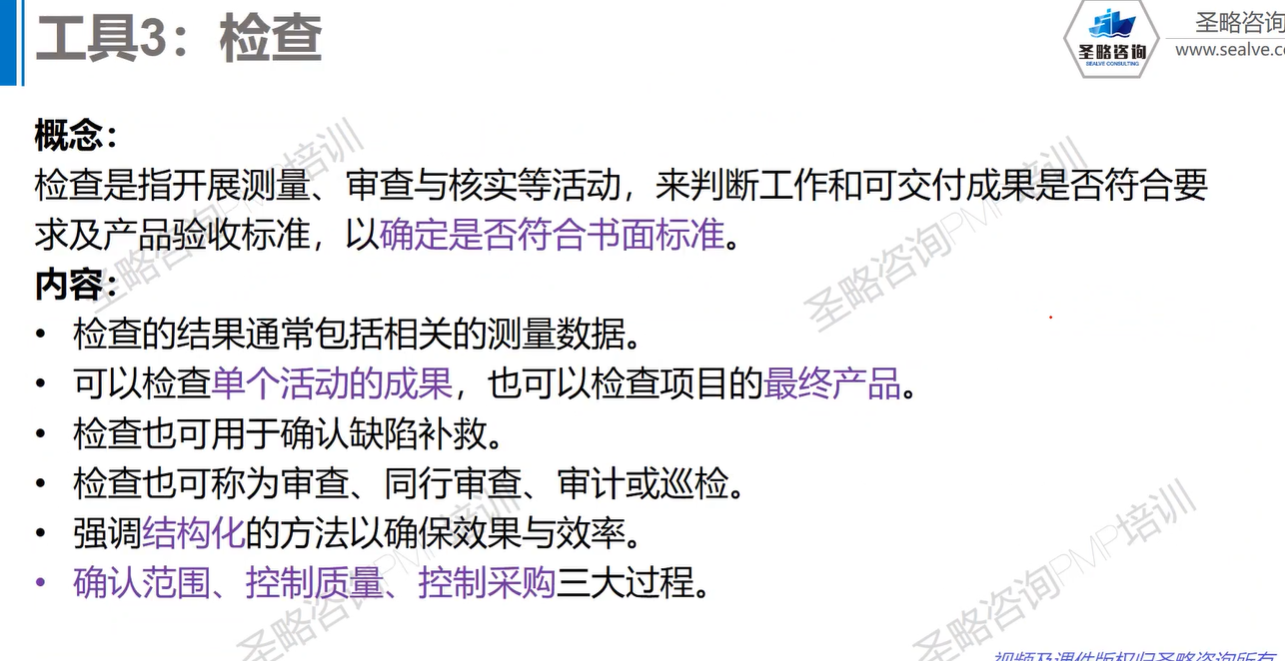 工具3：检查
圣略咨询
SEALVE CONSULTING
圣略咨询
www.sealve.c
概念：
检查是指开展测量、审查与核实等活动，来判断工作和可交付成果是否符合要
求及产品验收标准，以确定是否符合书面标准。
内容：
• 检查的结果通常包括相关的测量数据。
• 可以检查单个活动的成果，也可以检查项目的最终产品。
• 检查也可用于确认缺陷补救。
• 检查也可称为审查、同行审查、审计或巡检。
• 强调结构化的方法以确保效果与效率。
• 确认范围、控制质量、控制采购三大过程。
圣略咨询PMP培训
圣略咨询PMP培训
圣略咨询PMP培训
圣略咨询PMP培训
视频及课件版权归圣略咨询所有